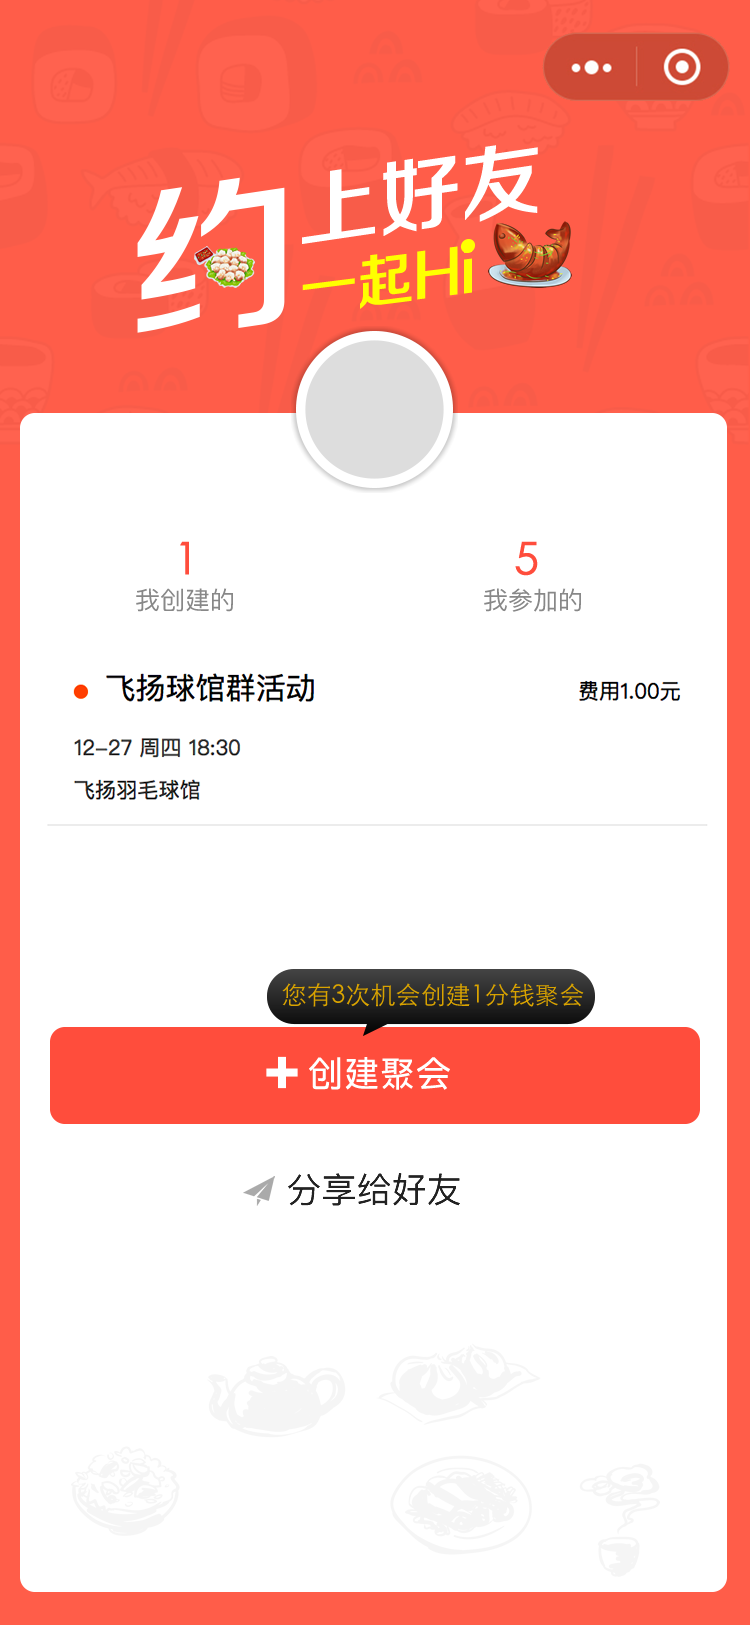 约上好友
一起Hi
1
我创建的
5
我参加的
飞扬球馆群活动
费用1.00元
12-27 周四 18:30
飞扬羽毛球馆
您有3次机会创建1分钱聚会
创建聚会
分享给好友